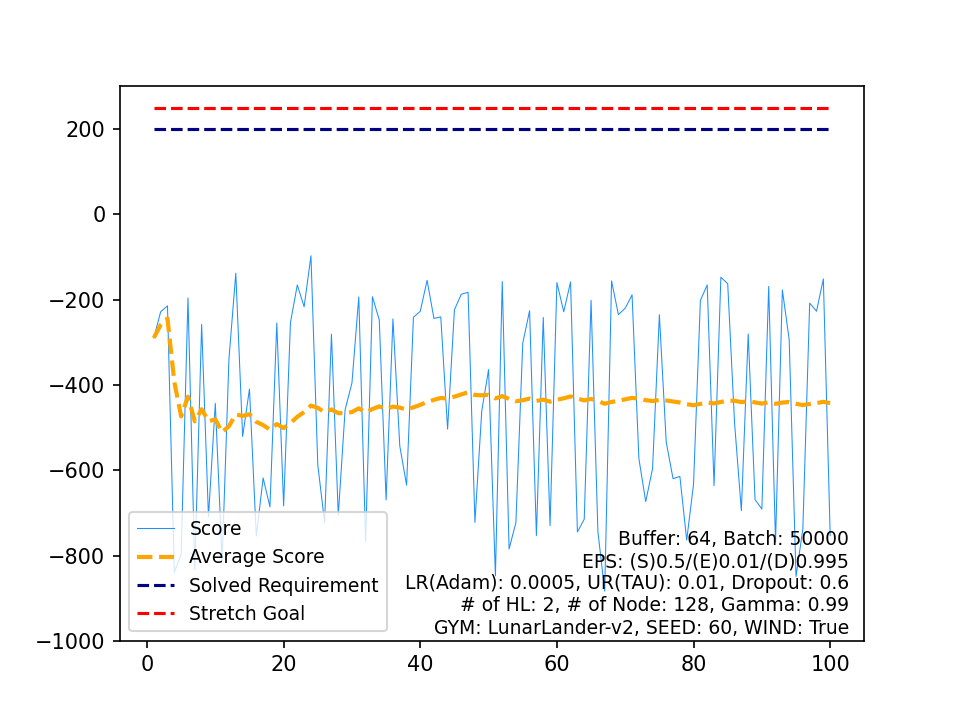 200
0
−200
−400
−600
−800
−1000
0
20
40
60
80
100
Score
Average Score
Solved Requirement
Stretch Goal
Buffer: 64, Batch: 50000
EPS: (S)0.5/(E)0.01/(D)0.995
LR(Adam): 0.0005, UR(TAU): 0.01, Dropout: 0.6
# of HL: 2, # of Node: 128, Gamma: 0.99
GYM: LunarLander-v2, SEED: 60, WIND: True